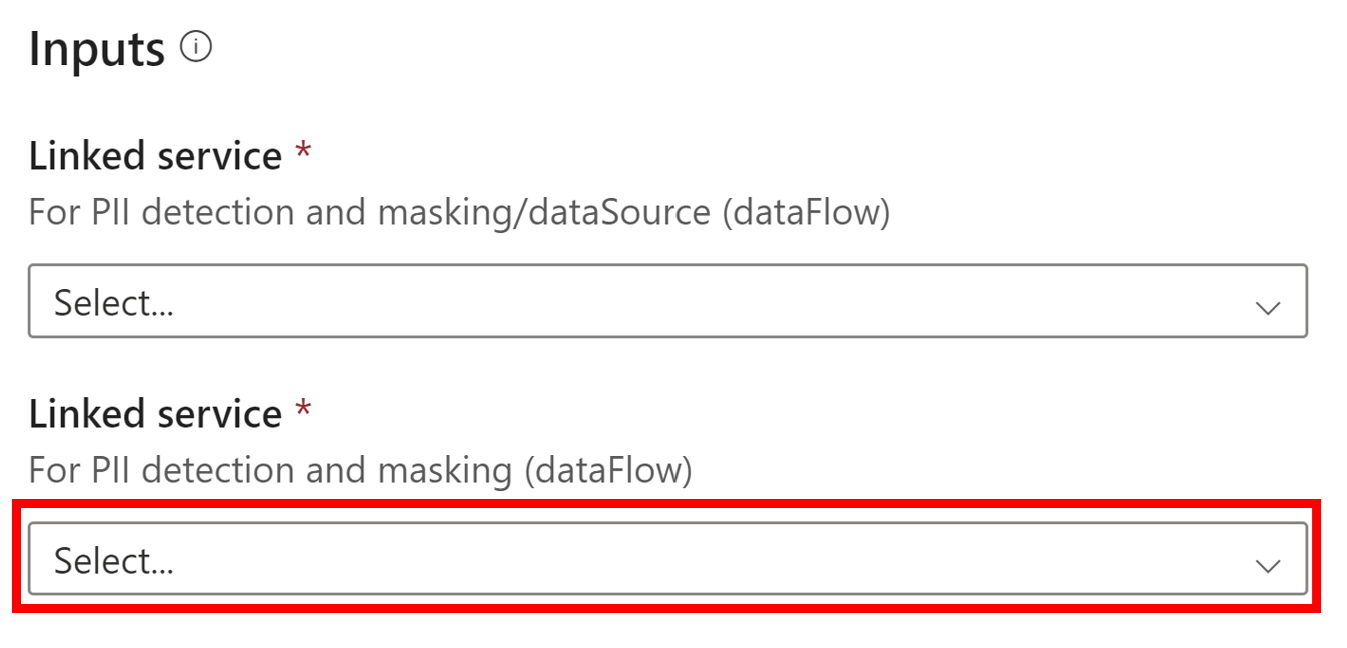 Inputs
Linked service *
For PII detection and masking/dataSource (dataFlow)
Select...
Linked service *
For PII detection and masking (dataFlow)
Select...